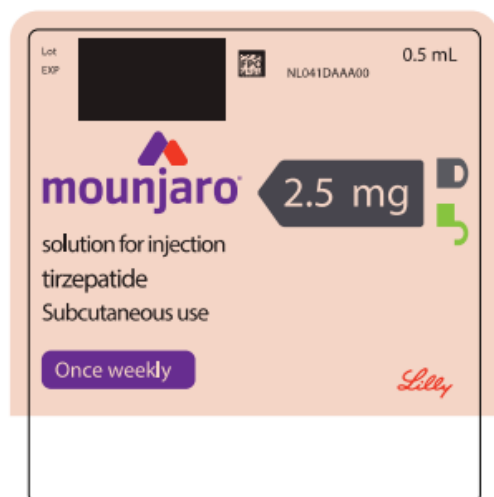 Lot
EXP
NL041DAAA00
0.5 mL
mounjaro®
2.5 mg
solution for injection
tirzepatide
Subcutaneous use
Once weekly
Lilly